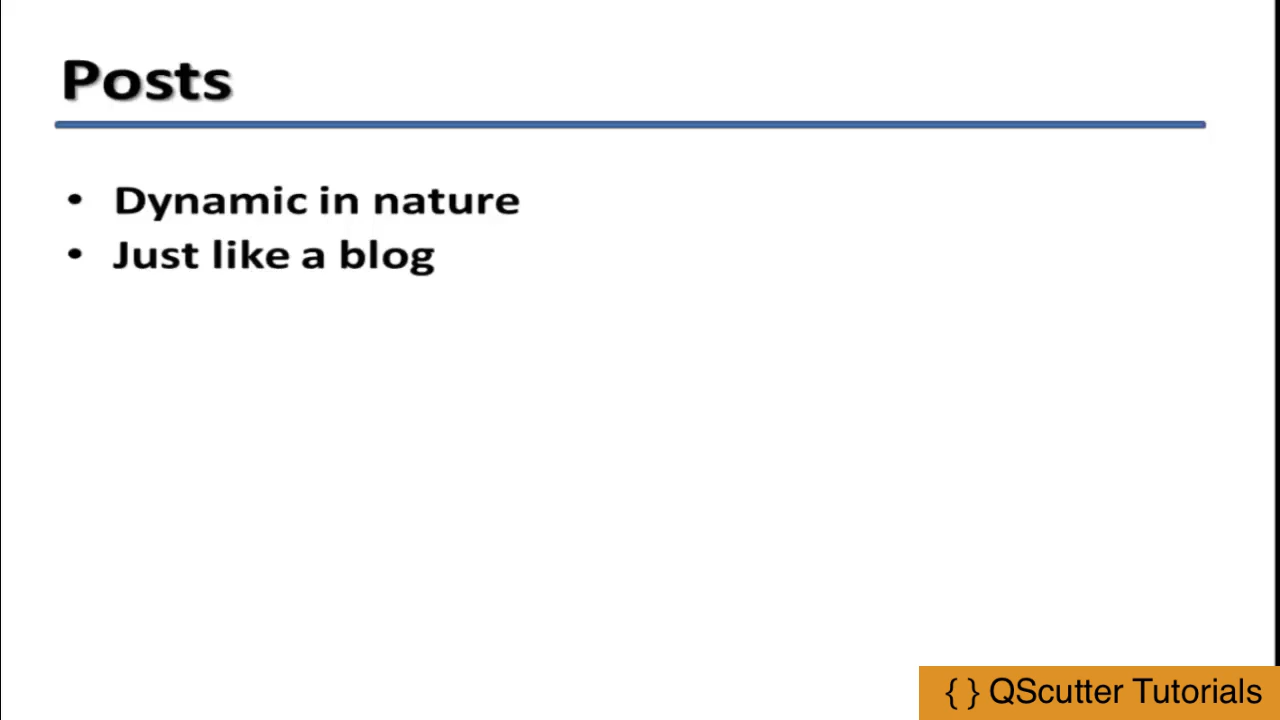 Posts
• Dynamic in nature
• Just like a blog
{ } QScutter Tutorials